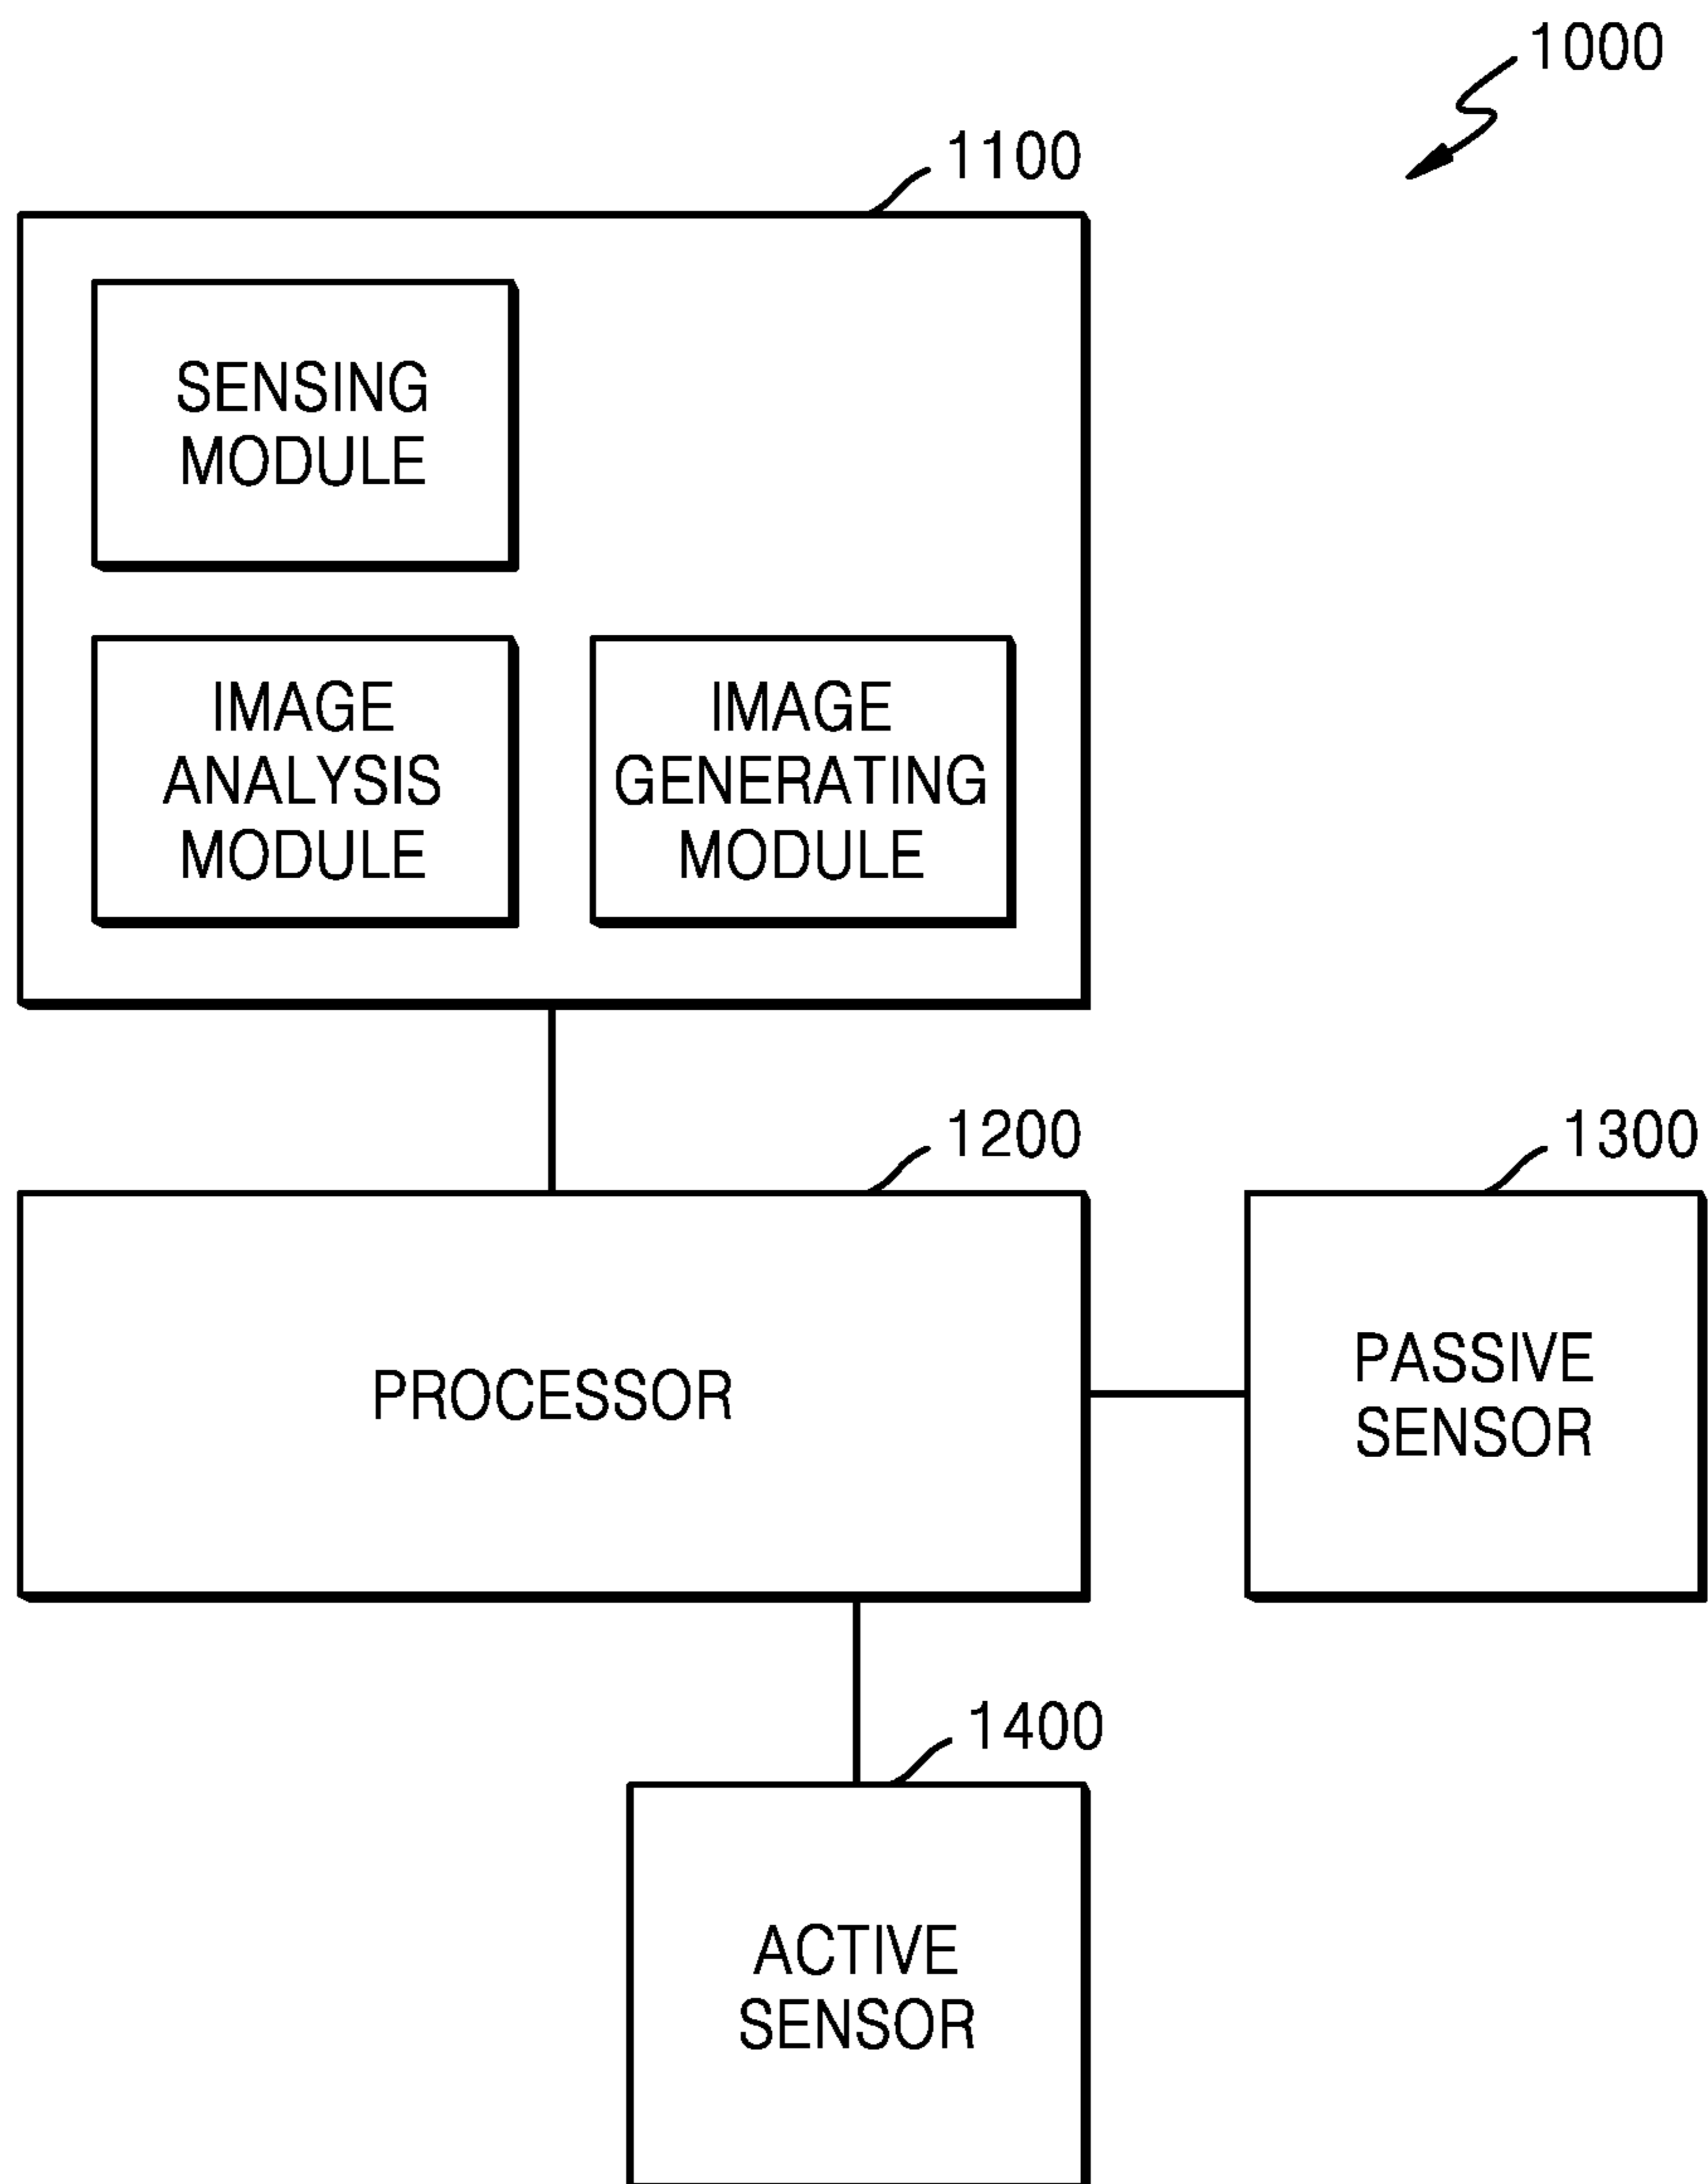 1000
1100
SENSING
MODULE
IMAGE
ANALYSIS
MODULE
IMAGE
GENERATING
MODULE
1200
PROCESSOR
1300
PASSIVE
SENSOR
1400
ACTIVE
SENSOR